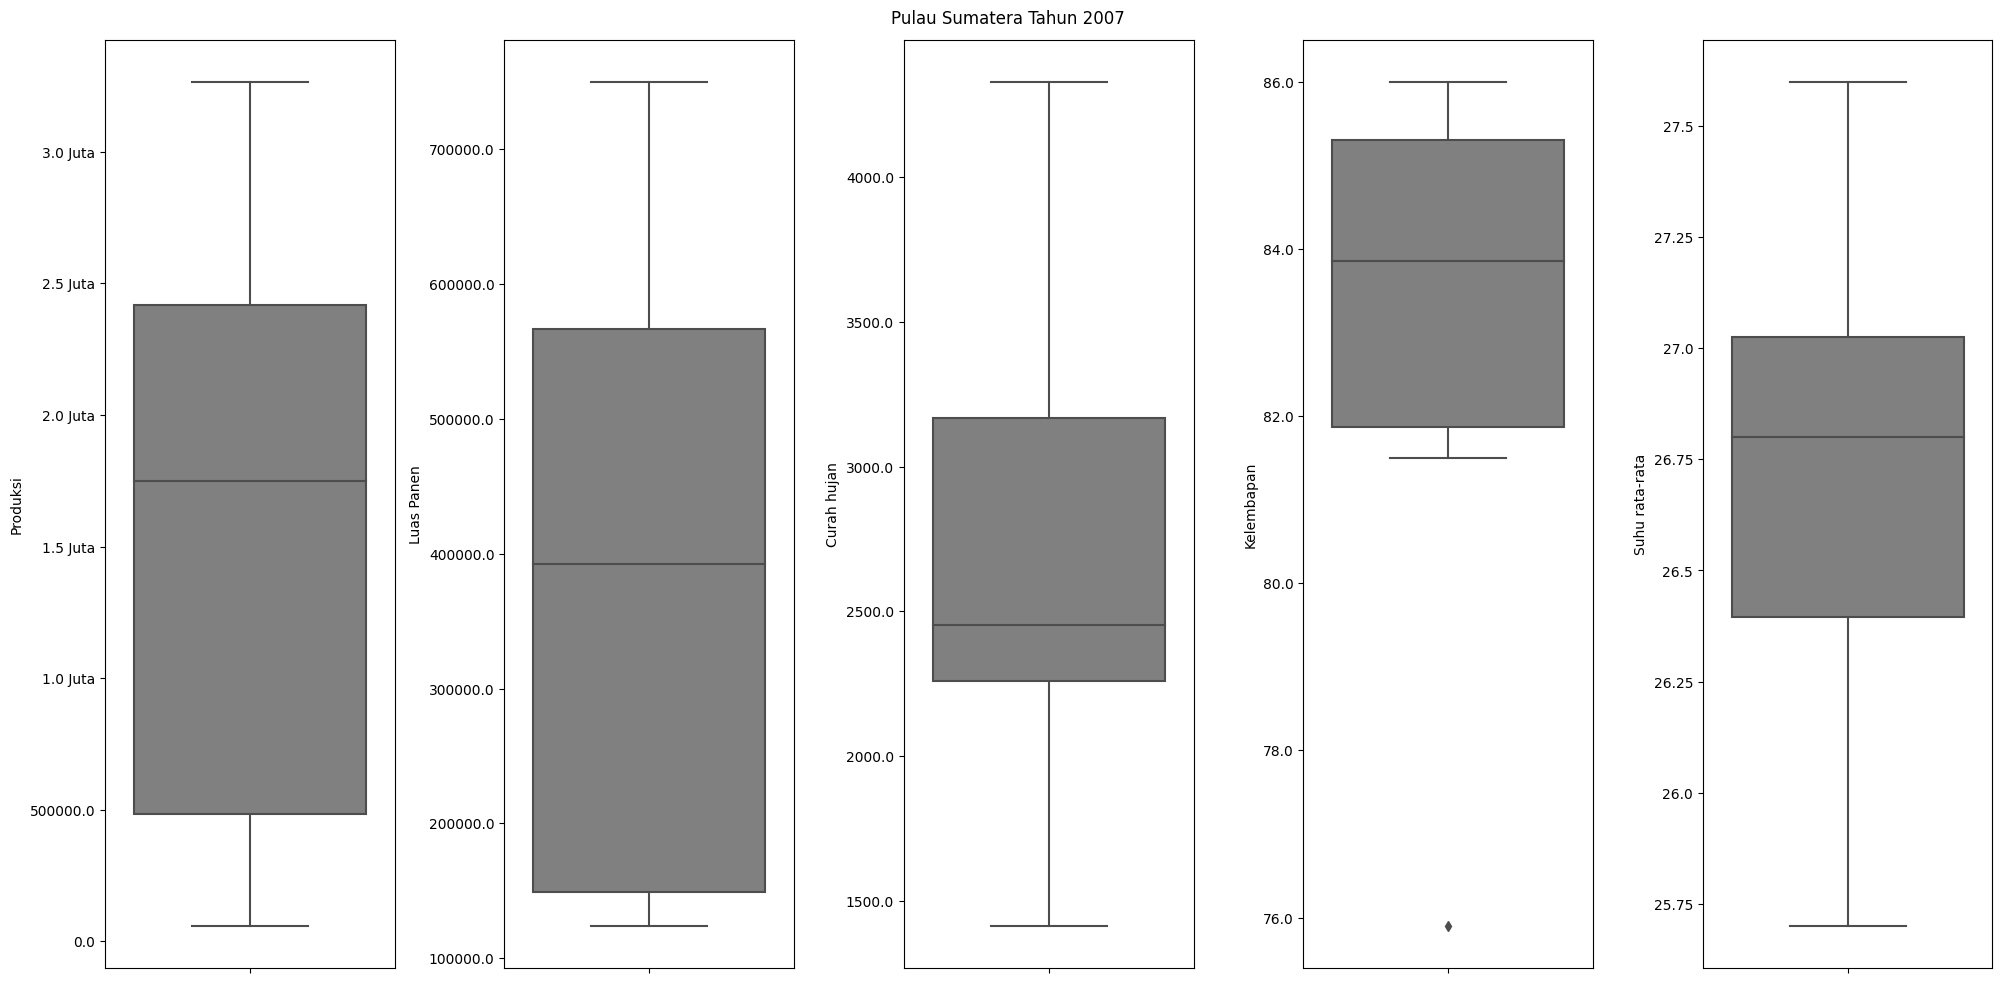 Pulau Sumatera Tahun 2007
Produksi
3.0 Juta
2.5 Juta
2.0 Juta
1.5 Juta
1.0 Juta
500000.0
0.0
Luas Panen
700000.0
600000.0
500000.0
400000.0
300000.0
200000.0
100000.0
Curah hujan
4000.0
3500.0
3000.0
2500.0
2000.0
1500.0
Kelembapan
86.0
84.0
82.0
80.0
78.0
76.0
Suhu rata-rata
27.5
27.25
27.0
26.75
26.5
26.25
26.0
25.75